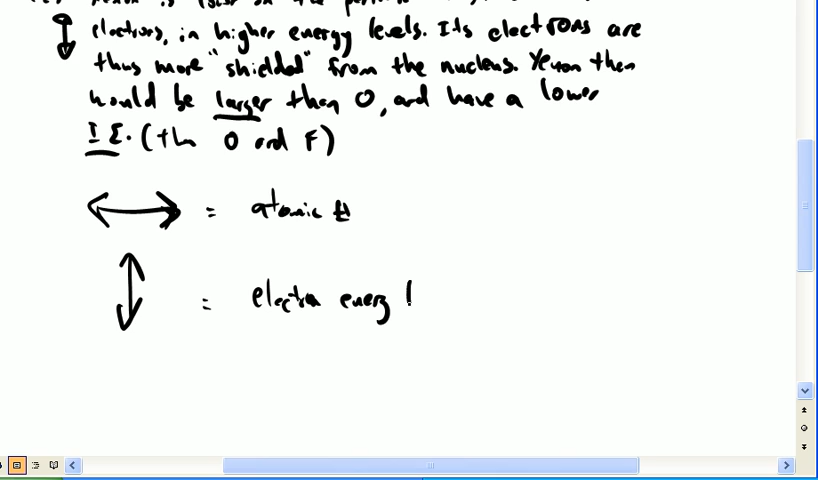 electrons, in higher energy levels. Its electrons are
thus more "shielded" from the nucleus. Xenon then
would be larger than O, and have a lower
I E. (th O and F)
= atomic #
= electron energy l